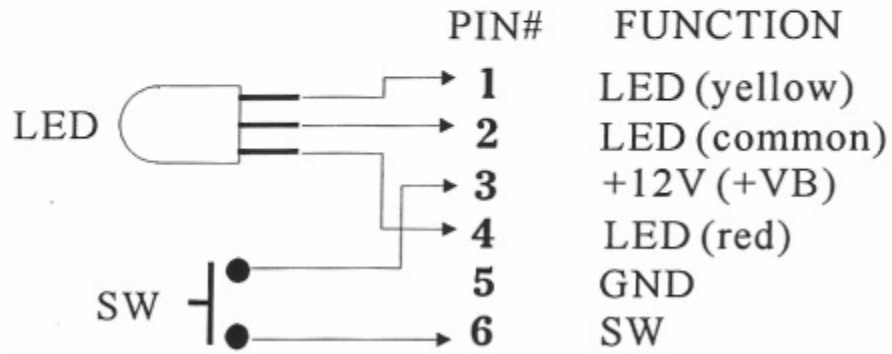 PIN# FUNCTION
1 LED (yellow)
LED
2 LED (common)
3 +12V (+VB)
4 LED (red)
5 GND
SW
6 SW